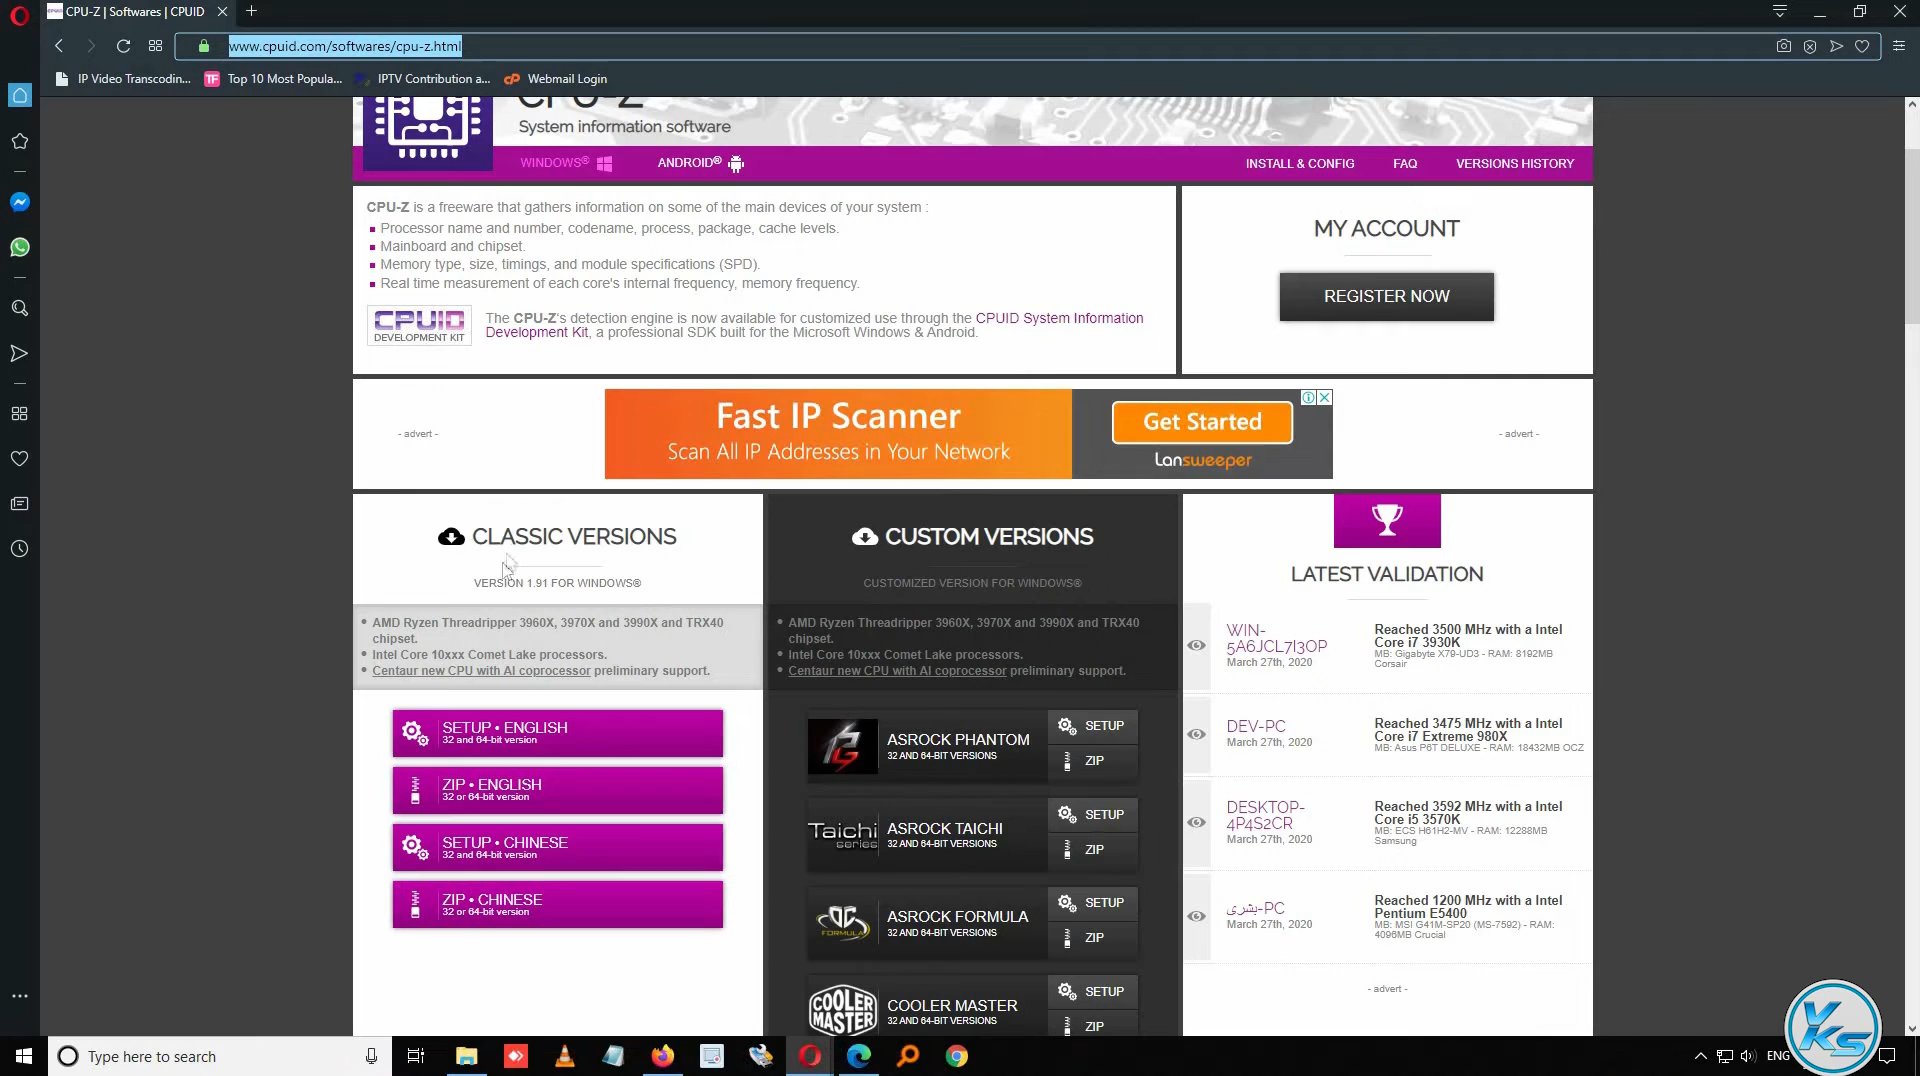 CPU-Z | Softwares | CPUID
www.cpuid.com/softwares/cpu-z.html
IP Video Transcodin...
Top 10 Most Popula...
IPTV Contribution a...
Webmail Login
CPU-Z
System information software
WINDOWS®
ANDROID®
INSTALL & CONFIG
FAQ
VERSIONS HISTORY
CPU-Z is a freeware that gathers information on some of the main devices of your system :
Processor name and number, codename, process, package, cache levels.
Mainboard and chipset.
Memory type, size, timings, and module specifications (SPD).
Real time measurement of each core's internal frequency, memory frequency.
CPUID
DEVELOPMENT KIT
The CPU-Z's detection engine is now available for customized use through the CPUID System Information
Development Kit, a professional SDK built for the Microsoft Windows & Android.
MY ACCOUNT
REGISTER NOW
- advert -
Fast IP Scanner
Scan All IP Addresses in Your Network
Get Started
Lansweeper
- advert -
CLASSIC VERSIONS
VERSION 1.91 FOR WINDOWS®
• AMD Ryzen Threadripper 3960X, 3970X and 3990X and TRX40
chipset.
• Intel Core 10xxx Comet Lake processors.
• Centaur new CPU with AI coprocessor preliminary support.
SETUP • ENGLISH
32 and 64-bit version
ZIP • ENGLISH
32 or 64-bit version
SETUP • CHINESE
32 and 64-bit version
ZIP • CHINESE
32 or 64-bit version
CUSTOM VERSIONS
CUSTOMIZED VERSION FOR WINDOWS®
• AMD Ryzen Threadripper 3960X, 3970X and 3990X and TRX40
chipset.
• Intel Core 10xxx Comet Lake processors.
• Centaur new CPU with AI coprocessor preliminary support.
ASROCK PHANTOM
32 AND 64-BIT VERSIONS
SETUP
ZIP
Taichi
series
ASROCK TAICHI
32 AND 64-BIT VERSIONS
SETUP
ZIP
FORMULA
ASROCK FORMULA
32 AND 64-BIT VERSIONS
SETUP
ZIP
COOLER
MASTER
COOLER MASTER
32 AND 64-BIT VERSIONS
SETUP
ZIP
LATEST VALIDATION
WIN-
5A6JCL7I3OP
March 27th, 2020
Reached 3500 MHz with a Intel
Core i7 3930K
MB: Gigabyte X79-UD3 - RAM: 8192MB
Corsair
DEV-PC
March 27th, 2020
Reached 3475 MHz with a Intel
Core i7 Extreme 980X
MB: Asus P6T DELUXE - RAM: 18432MB OCZ
DESKTOP-
4P4S2CR
March 27th, 2020
Reached 3592 MHz with a Intel
Core i5 3570K
MB: ECS H61H2-MV - RAM: 12288MB
Samsung
بشرى-PC
March 27th, 2020
Reached 1200 MHz with a Intel
Pentium E5400
MB: MSI G41M-SP20 (MS-7592) - RAM:
4096MB Crucial
- advert -
Type here to search
ENG
VKS